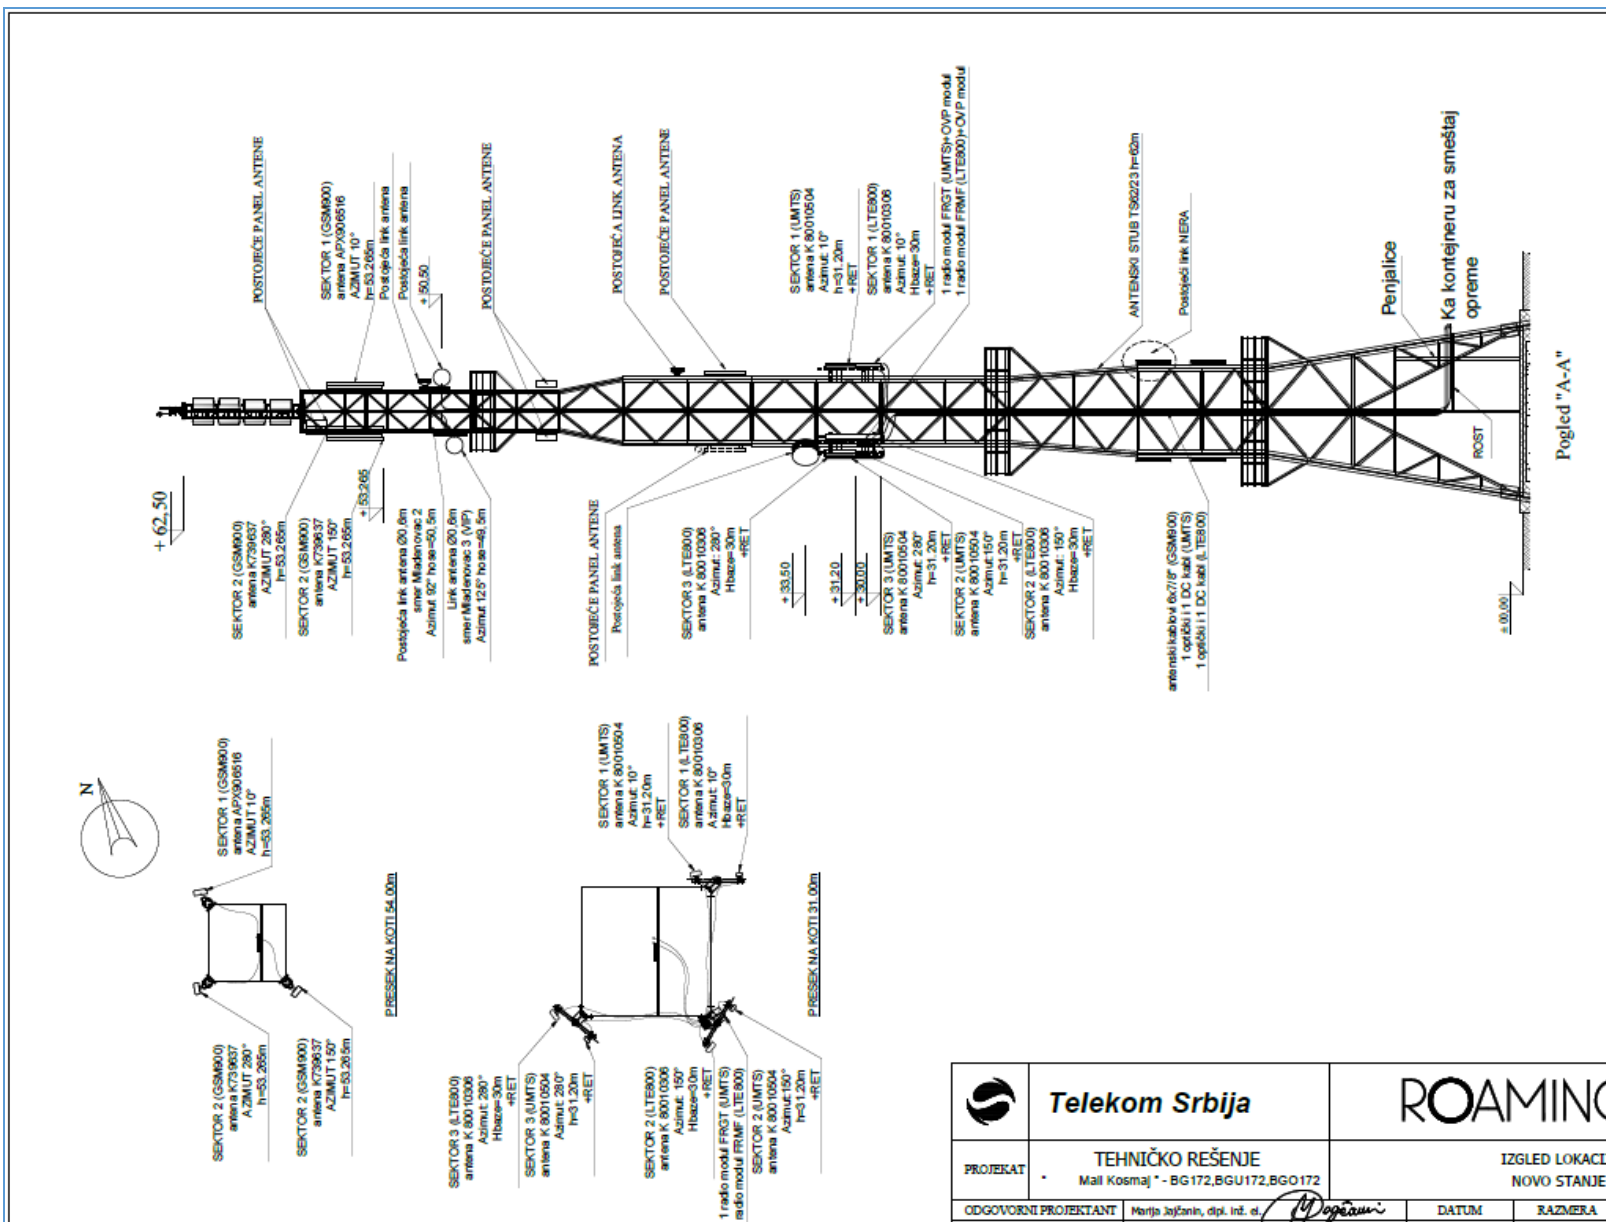 POSTOJEĆE PANEL ANTENE
SEKTOR 1 (GSM900)
antena APX906516
AZIMUT 10°
h=53.265m
Postojeća link antena
Postojeća link antena
+ 50,50
POSTOJEĆE PANEL ANTENE
POSTOJEĆA LINK ANTENA
POSTOJEĆE PANEL ANTENE
SEKTOR 1 (UMTS)
antena K 80010504
Azimut: 10°
h=31.20m
+RET
SEKTOR 1 (LTE800)
antena K 80010306
Azimut: 10°
Hbaze=30m
+RET
1 radio modul FRGT (UMTS)+OVP modul
1 radio modul FRMF (LTE800)+OVP modul
ANTENSKI STUB TS62/23 h=62m
Postojeći link NERA
Penjalice
Ka kontejneru za smeštaj
opreme
ROST
Pogled "A-A"
+ 62,50
SEKTOR 2 (GSM900)
antena K739637
AZIMUT 280°
h=53.265m
SEKTOR 2 (GSM900)
antena K739637
AZIMUT 150°
h=53.265m
+ 53,265
Postojeća link antena Ø0,6m
smer Mladenovac 2
Azimut 92° hose=50,5m
Link antena Ø0,6m
smer Mladenovac 3 (VIP)
Azimut 125° hose=49,5m
POSTOJEĆE PANEL ANTENE
Postojeća link antena
SEKTOR 3 (LTE800)
antena K 80010306
Azimut: 280°
Hbaze=30m
+RET
+ 33,50
+ 31,20
+ 30,00
SEKTOR 3 (UMTS)
antena K 80010504
Azimut: 280°
h=31.20m
+RET
SEKTOR 2 (UMTS)
antena K 80010504
Azimut:150°
h=31.20m
+RET
SEKTOR 2 (LTE800)
antena K 80010306
Azimut: 150°
Hbaze=30m
+RET
antenski kablovi 6x7/8" (GSM900)
1 optički i 1 DC kabl (UMTS)
1 optički i 1 DC kabl (LTE800)
± 00,00
N
SEKTOR 1 (GSM900)
antena APX906516
AZIMUT 10°
h=53.265m
PRESEK NA KOTI 54.00m
SEKTOR 2 (GSM900)
antena K739637
AZIMUT 280°
h=53.265m
SEKTOR 2 (GSM900)
antena K739637
AZIMUT 150°
h=53.265m
SEKTOR 1 (UMTS)
antena K 80010504
Azimut: 10°
h=31.20m
+RET
SEKTOR 1 (LTE800)
antena K 80010306
Azimut: 10°
Hbaze=30m
+RET
PRESEK NA KOTI 31.00m
SEKTOR 3 (LTE800)
antena K 80010306
Azimut: 280°
Hbaze=30m
+RET
SEKTOR 3 (UMTS)
antena K 80010504
Azimut: 280°
h=31.20m
+RET
SEKTOR 2 (LTE800)
antena K 80010306
Azimut: 150°
Hbaze=30m
+RET
1 radio modul FRGT (UMTS)
radio modul FRMF (LTE800)
SEKTOR 2 (UMTS)
antena K 80010504
Azimut:150°
h=31.20m
+RET
Telekom Srbija
ROAMING
PROJEKAT
TEHNIČKO REŠENJE
Mali Kosmaj " - BG172,BGU172,BGO172
IZGLED LOKACI
NOVO STANJE
ODGOVORNI PROJEKTANT
Marija Jajčanin, dipl. inž. el.
DATUM
RAZMERA